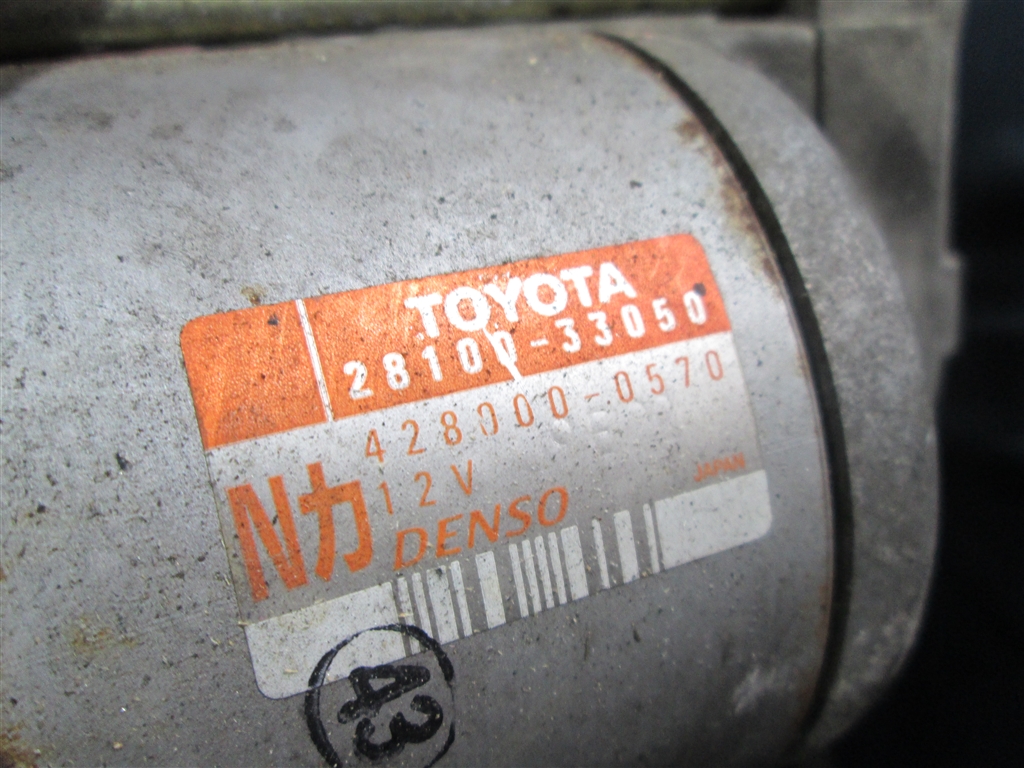 TOYOTA
28100-33050
428000-0570
12V
Nカ
DENSO
JAPAN
43